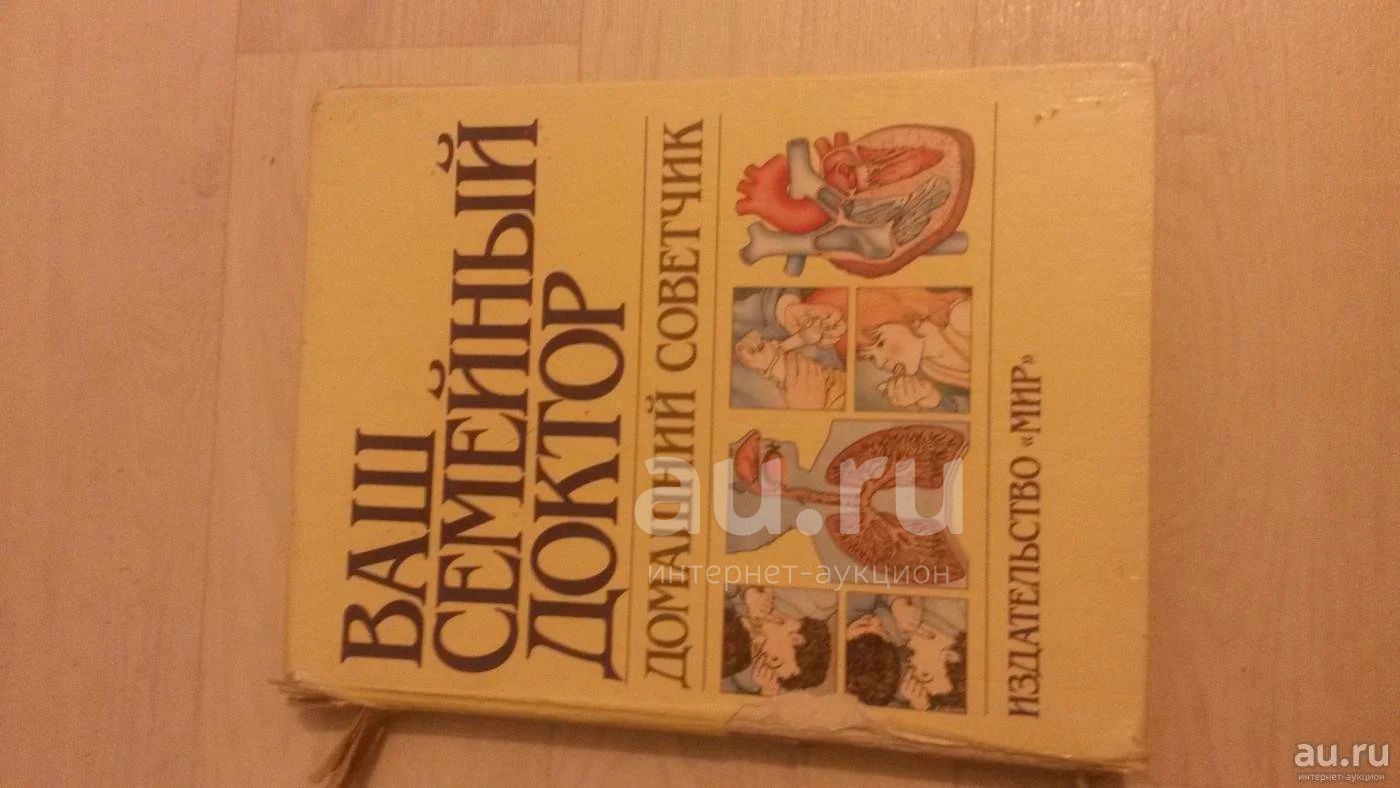 ВАШ
СЕМЕЙНЫЙ
ДОКТОР
ДОМАШНИЙ СОВЕТЧИК
ИЗДАТЕЛЬСТВО «МИР»
au.ru
интернет-аукцион
au.ru
интернет-аукцион